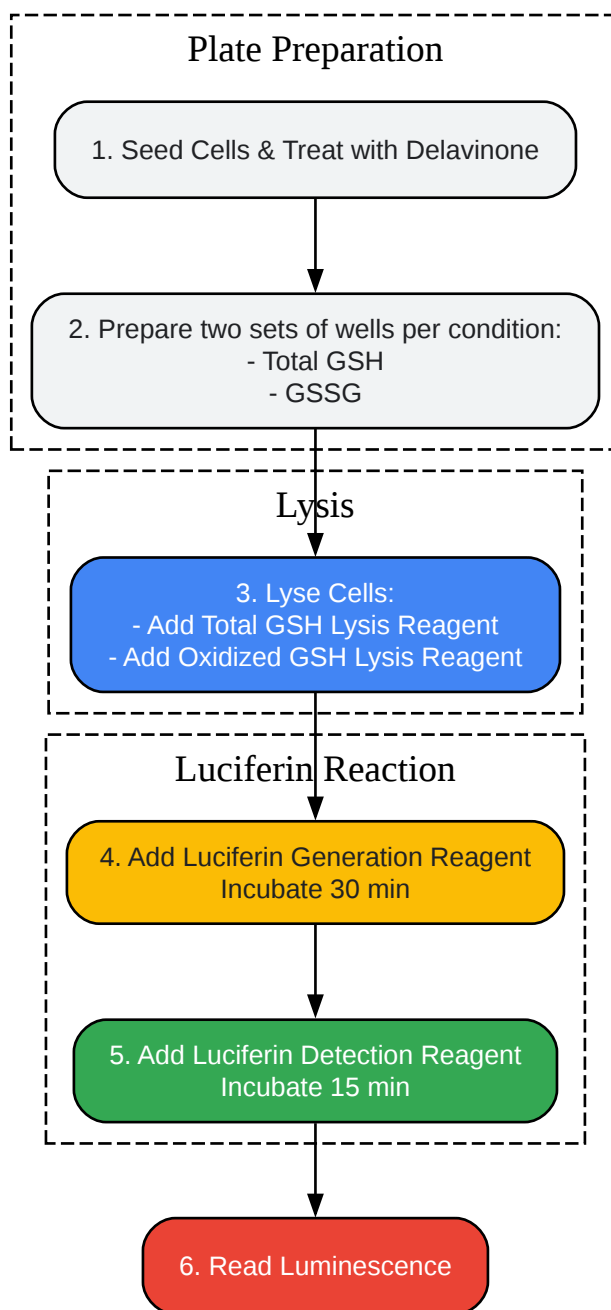 Plate Preparation
1. Seed Cells & Treat with Delavinone
2. Prepare two sets of wells per condition:
- Total GSH
- GSSG
Lysis
3. Lyse Cells:
- Add Total GSH Lysis Reagent
- Add Oxidized GSH Lysis Reagent
Luciferin Reaction
4. Add Luciferin Generation Reagent
Incubate 30 min
5. Add Luciferin Detection Reagent
Incubate 15 min
6. Read Luminescence